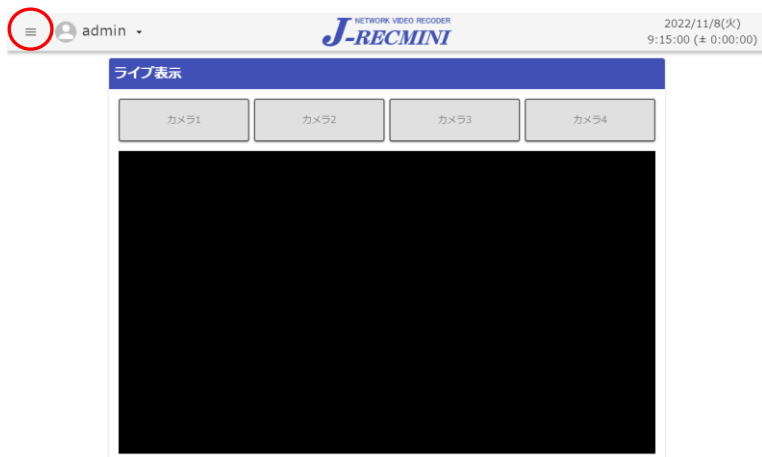 admin
NETWORK VIDEO RECODER
J-RECMINI
2022/11/8(火)
9:15:00 (± 0:00:00)
ライブ表示
カメラ1
カメラ2
カメラ3
カメラ4